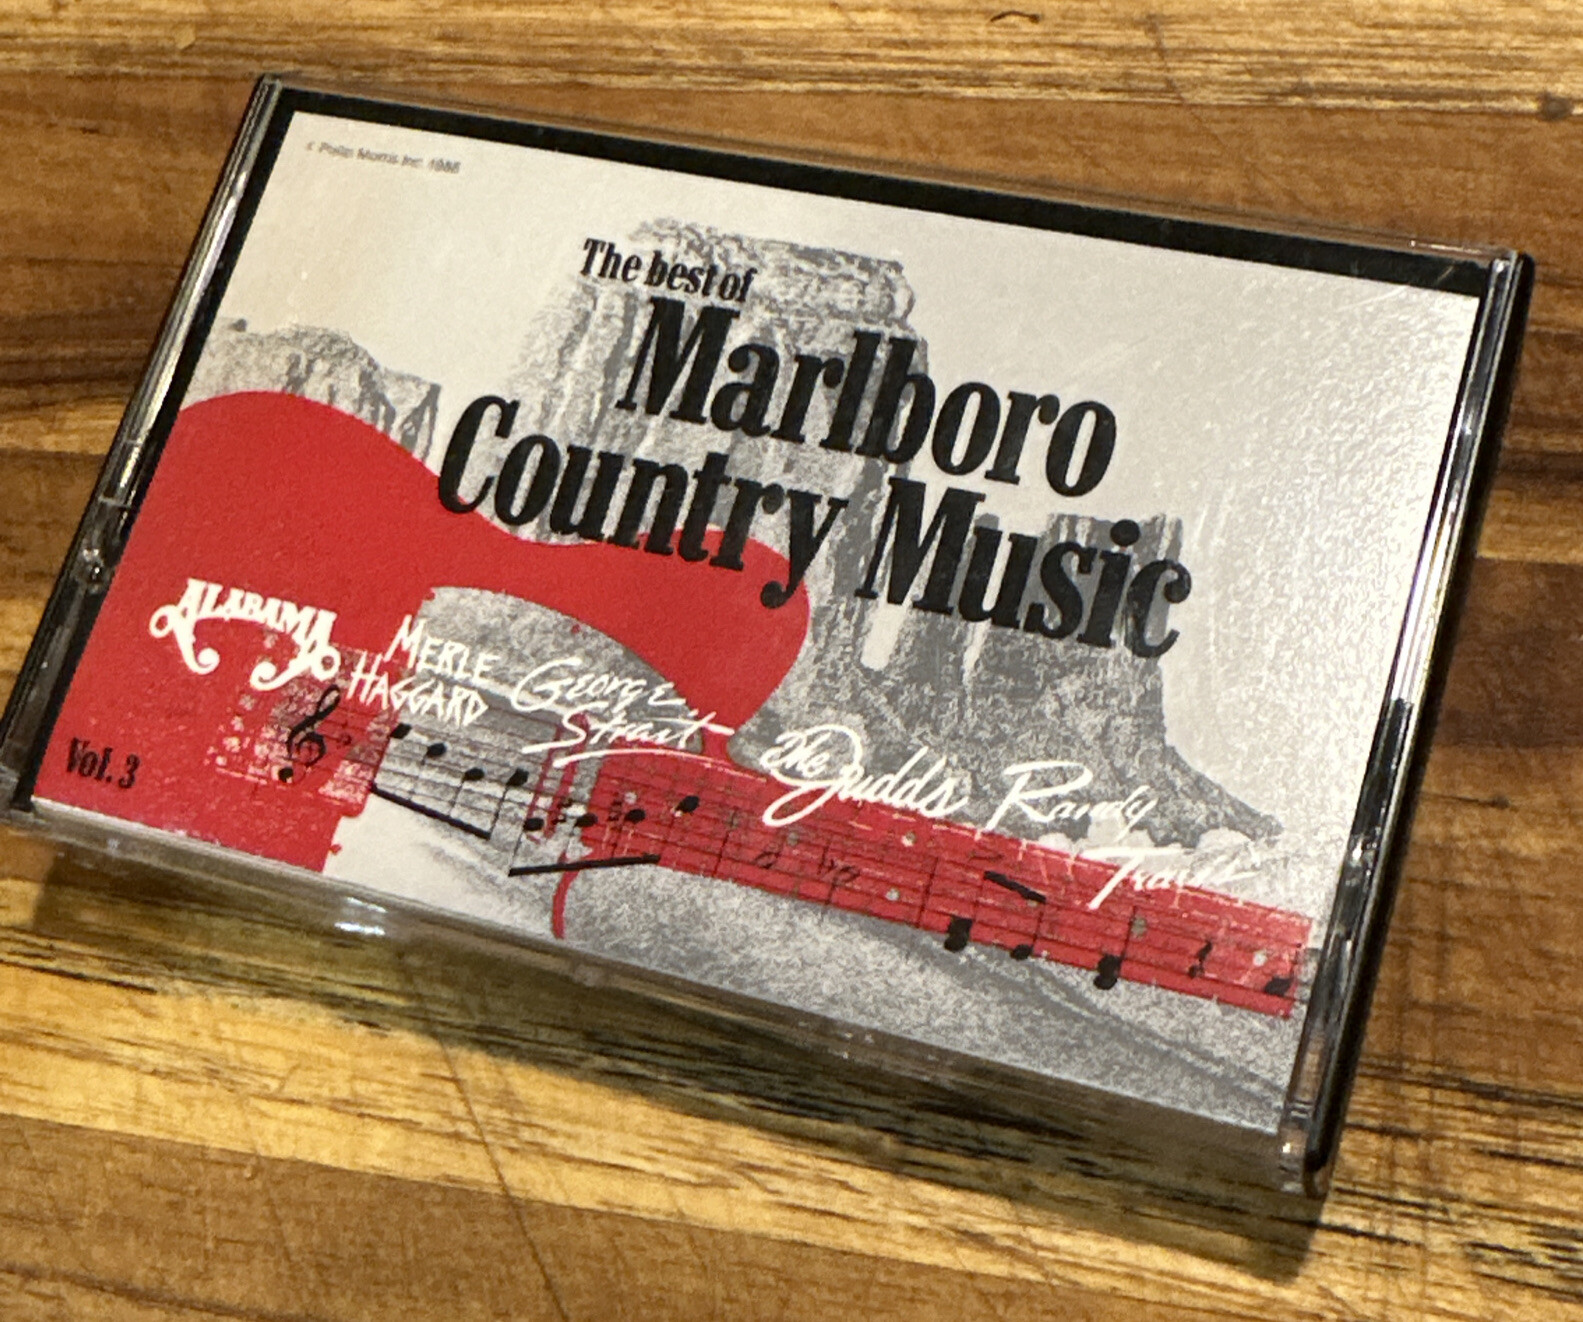 © Philip Morris Inc. 1988
The best of
Marlboro
Country Music
ALABAMA
MERLE
HAGGARD
George
Strait
The Judds
Randy
Travis
Vol. 3